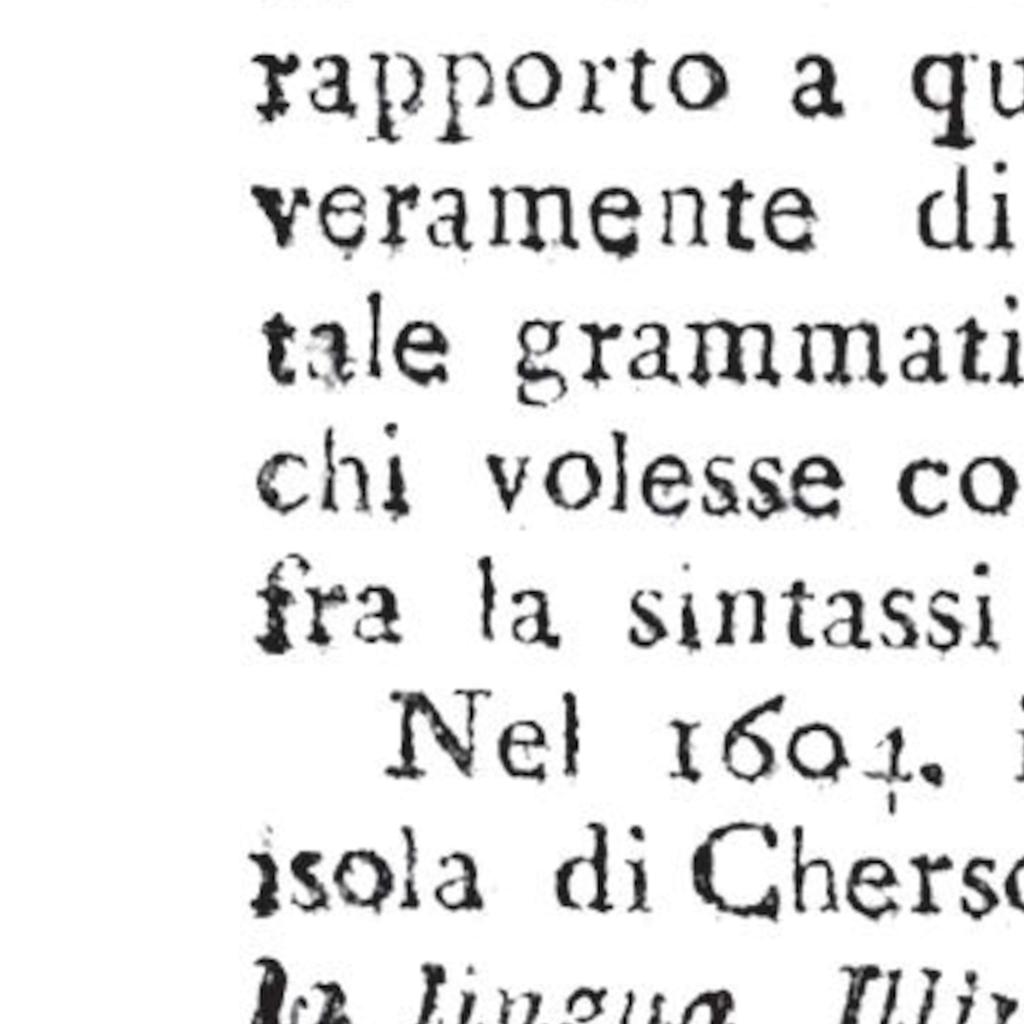 rapporto a qu
veramente di
tale grammati
chi volesse co
fra la sintassi
Nel 1604. i
isola di Cherso
la lingua Illir